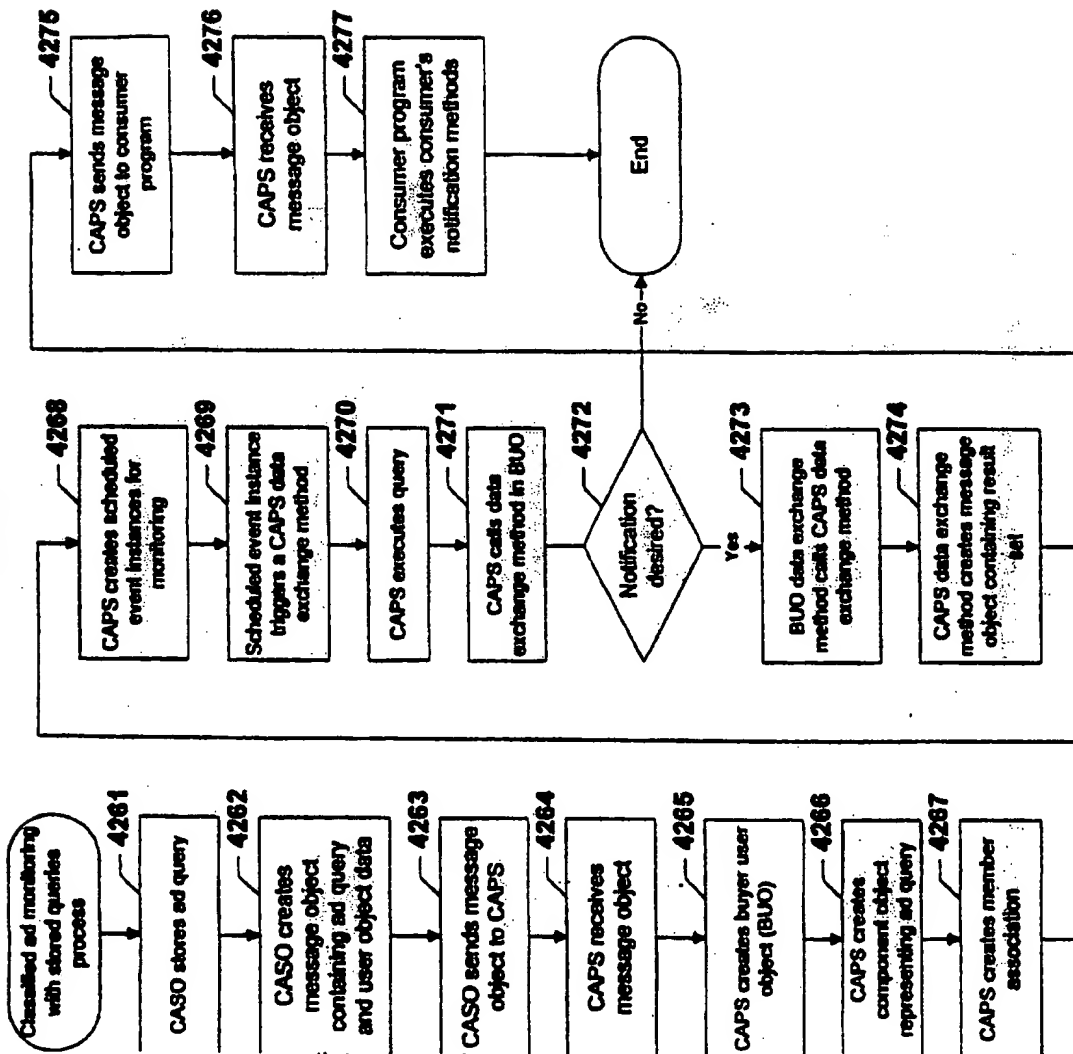 Classified ad monitoring
with stored queries
process
4261
CASO stores ad query
4262
CASO creates
message object
containing ad query
and user object data
4263
CASO sends message
object to CAPS
4264
CAPS receives
message object
4265
CAPS creates buyer user
object (BUO)
4266
CAPS creates
component object
representing ad query
4267
CAPS creates member
association
4268
CAPS creates scheduled
event instances for
monitoring
4269
Scheduled event instance
triggers a CAPS data
exchange method
4270
CAPS executes query
4271
CAPS calls data
exchange method in BUO
4272
Notification
desired?
No
Yes
4273
BUO data exchange
method calls CAPS data
exchange method
4274
CAPS data exchange
method creates message
object containing result
set
4275
CAPS sends message
object to consumer
program
4276
CAPS receives
message object
4277
Consumer program
executes consumer's
notification methods
End